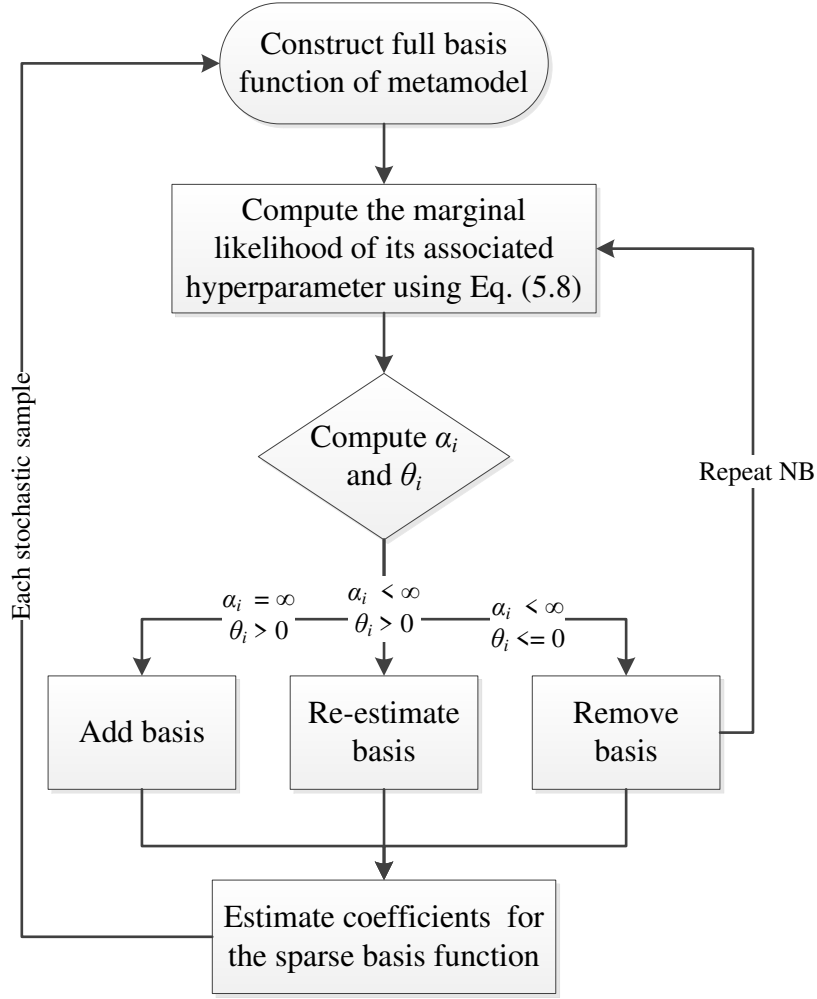 Construct full basis
function of metamodel
Compute the marginal
likelihood of its associated
hyperparameter using Eq. (5.8)
Each stochastic sample
Compute αi
and θi
Repeat NB
αi = ∞
θi > 0
αi < ∞
θi > 0
αi < ∞
θi <= 0
Add basis
Re-estimate
basis
Remove
basis
Estimate coefficients for
the sparse basis function